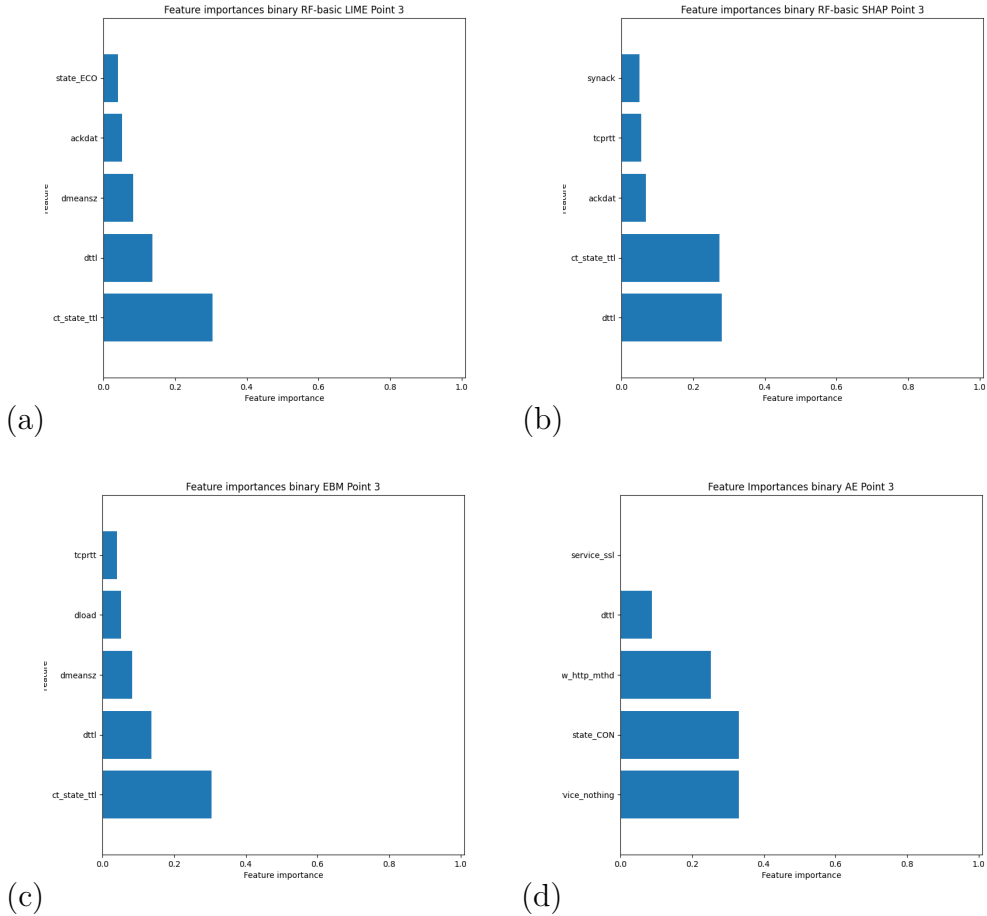 Feature importances binary RF-basic LIME Point 3
state_ECO
ackdat
dmeansz
dttl
ct_state_ttl
0.0 0.2 0.4 0.6 0.8 1.0
Feature importance
(a)
Feature importances binary RF-basic SHAP Point 3
synack
tcprtt
ackdat
Feature
ct_state_ttl
dttl
0.0 0.2 0.4 0.6 0.8 1.0
Feature importance
(b)
Feature importances binary EBM Point 3
tcprtt
dload
dmeansz
dttl
ct_state_ttl
0.0 0.2 0.4 0.6 0.8 1.0
Feature importance
(c)
Feature Importances binary AE Point 3
service_ssl
dttl
w_http_mthd
state_CON
vice_nothing
0.0 0.2 0.4 0.6 0.8 1.0
Feature importance
(d)